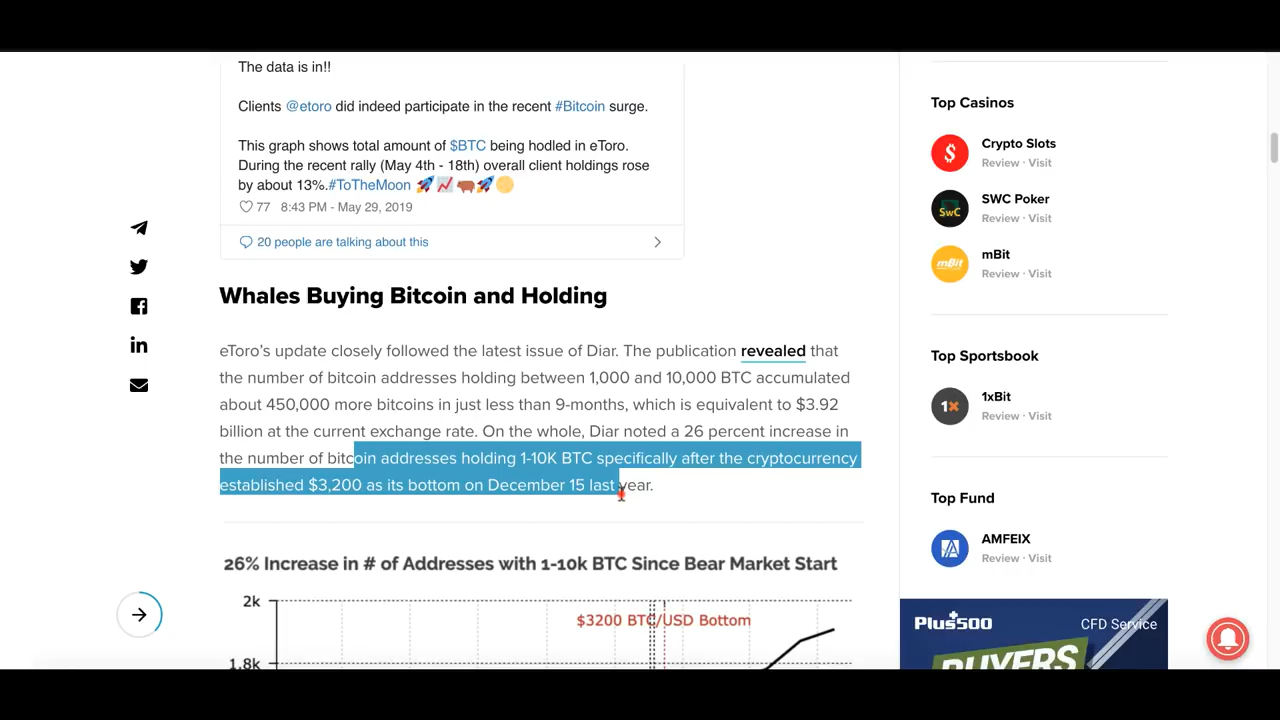 The data is in!!
Clients @etoro did indeed participate in the recent #Bitcoin surge.
This graph shows total amount of $BTC being hodled in eToro.
During the recent rally (May 4th - 18th) overall client holdings rose
by about 13%.#ToTheMoon 🚀📈🐂🚀🌕
77 8:43 PM - May 29, 2019
20 people are talking about this
Whales Buying Bitcoin and Holding
eToro's update closely followed the latest issue of Diar. The publication revealed that
the number of bitcoin addresses holding between 1,000 and 10,000 BTC accumulated
about 450,000 more bitcoins in just less than 9-months, which is equivalent to $3.92
billion at the current exchange rate. On the whole, Diar noted a 26 percent increase in
the number of bitcoin addresses holding 1-10K BTC specifically after the cryptocurrency
established $3,200 as its bottom on December 15 last year.
26% Increase in # of Addresses with 1-10k BTC Since Bear Market Start
2k
$3200 BTC/USD Bottom
1.8k
Top Casinos
$
Crypto Slots
Review · Visit
SwC
SWC Poker
Review · Visit
mBit
mBit
Review · Visit
Top Sportsbook
1x
1xBit
Review · Visit
Top Fund
AMFEIX
Review · Visit
Plus500
CFD Service
BUYERS